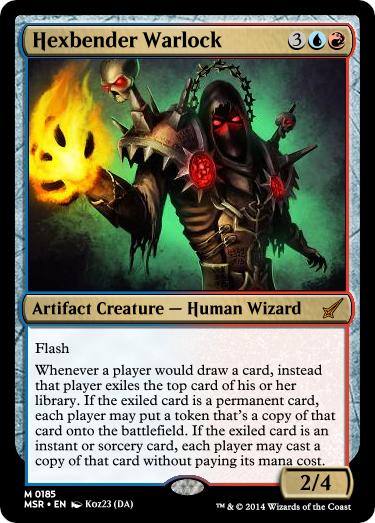 Hexbender Warlock 3
Artifact Creature — Human Wizard
Flash
Whenever a player would draw a card, instead
that player exiles the top card of his or her
library. If the exiled card is a permanent card,
each player may put a token that's a copy of that
card onto the battlefield. If the exiled card is an
instant or sorcery card, each player may cast a
copy of that card without paying its mana cost.
2/4
M 0185
MSR • EN Koz23 (DA)
™ & © 2014 Wizards of the Coast